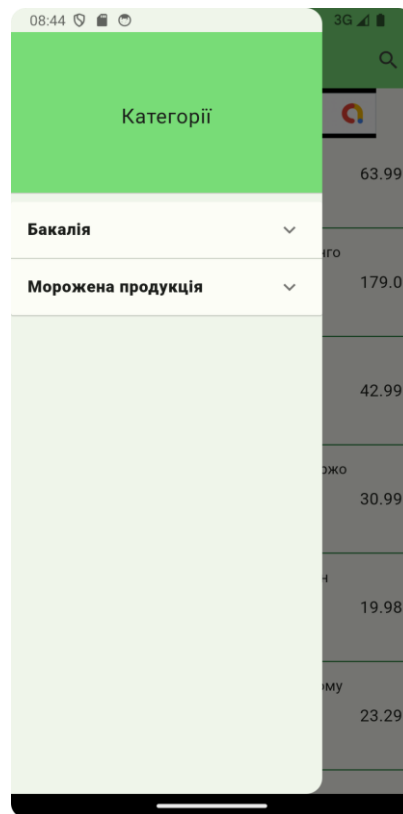 08:44
3G
Категорії
63.99
Бакалія
нго
Морожена продукція
179.0
42.99
ржо
30.99
н
19.98
ому
23.29